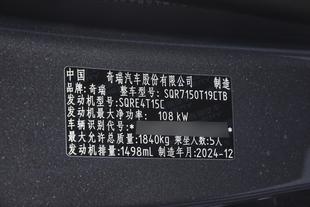 中国 奇瑞汽车股份有限公司 制造
品牌: 奇瑞 整车型号: SQR7150T19CTB
发动机型号: SQRE4T15C
发动机最大净功率: 108 kW
车辆识别代号: *
最大允许总质量: 1840kg 乘坐人数: 5人
发动机排量: 1498mL 制造年月: 2024-12